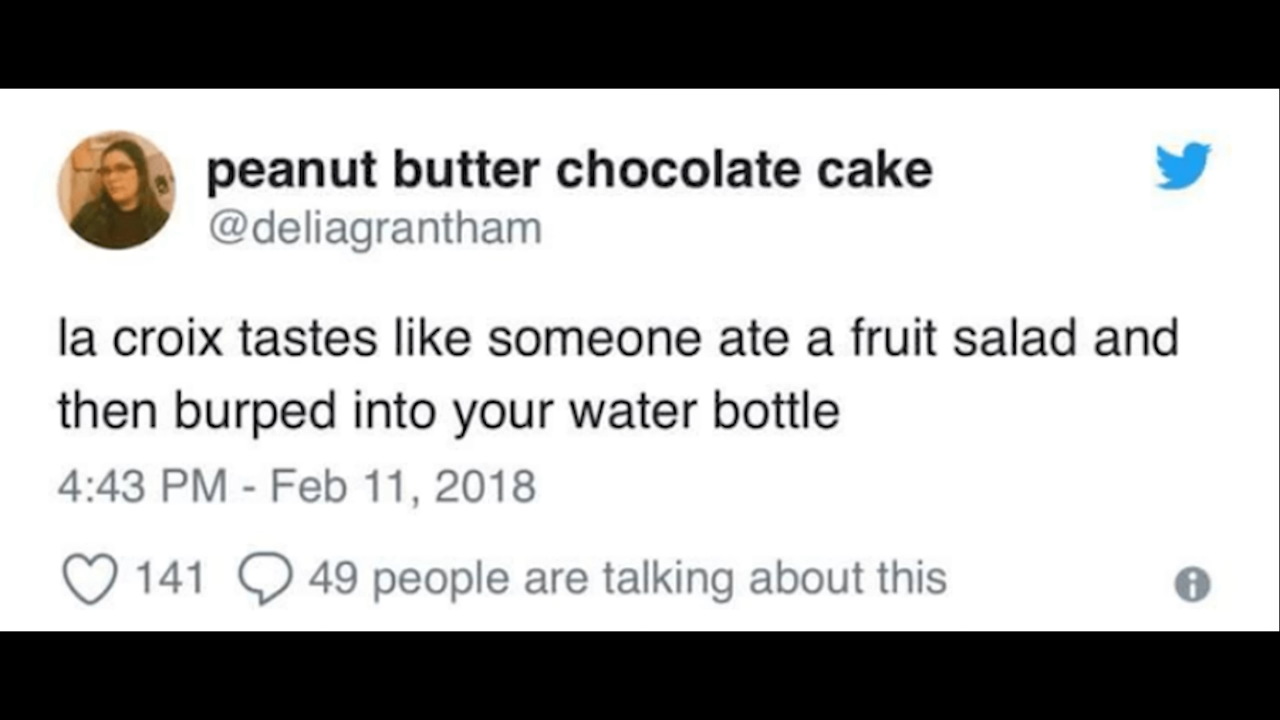 peanut butter chocolate cake
@deliagrantham
la croix tastes like someone ate a fruit salad and
then burped into your water bottle
4:43 PM - Feb 11, 2018
141 49 people are talking about this